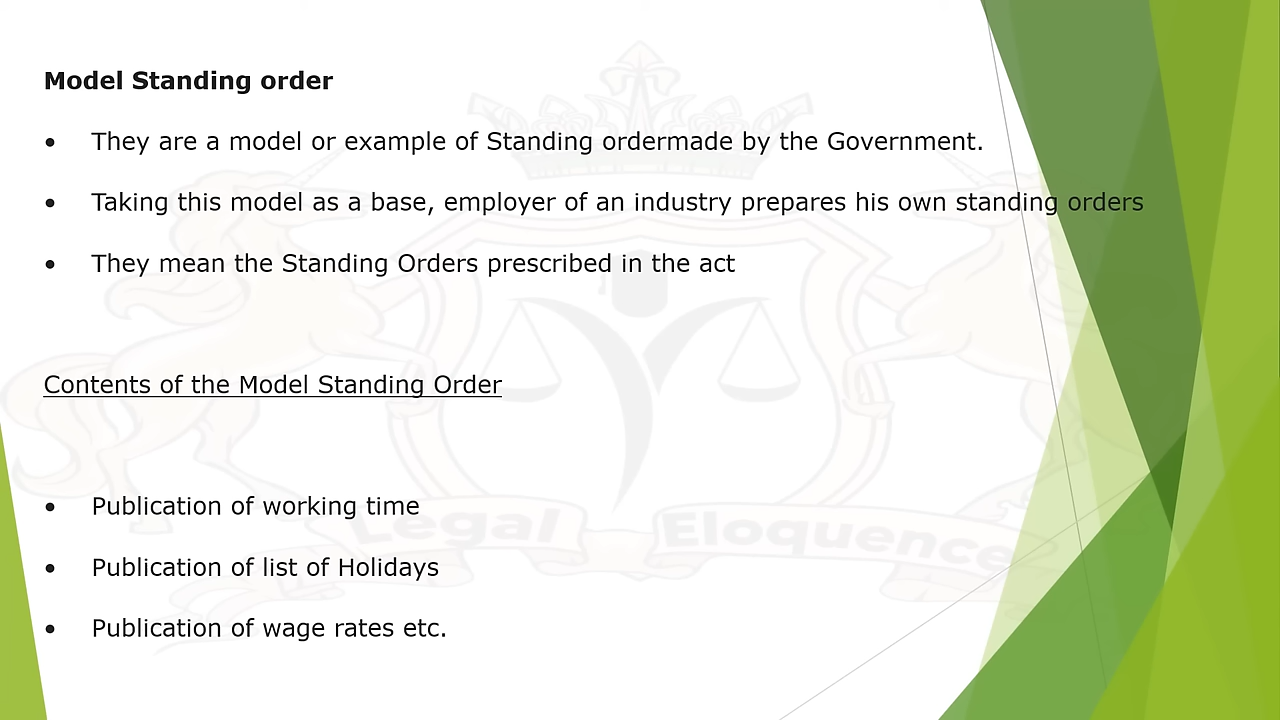 Model Standing order
• They are a model or example of Standing ordermade by the Government.
• Taking this model as a base, employer of an industry prepares his own standing orders
• They mean the Standing Orders prescribed in the act
Contents of the Model Standing Order
• Publication of working time
• Publication of list of Holidays
• Publication of wage rates etc.
Legal Eloquence